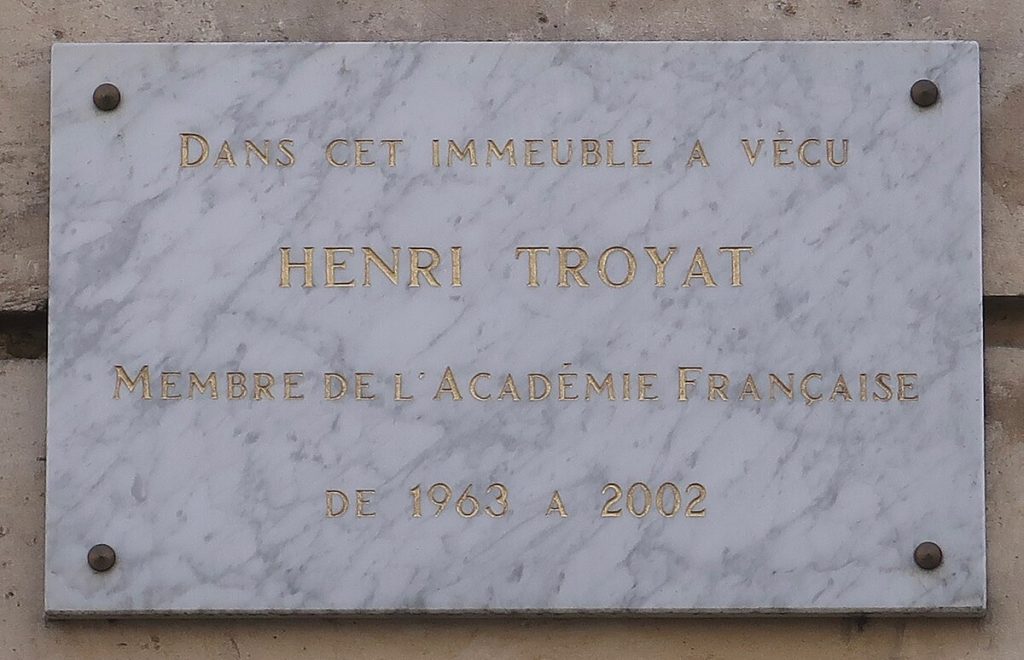 DANS CET IMMEUBLE A VÉCU
HENRI TROYAT
MEMBRE DE L'ACADÉMIE FRANÇAISE
DE 1963 A 2002